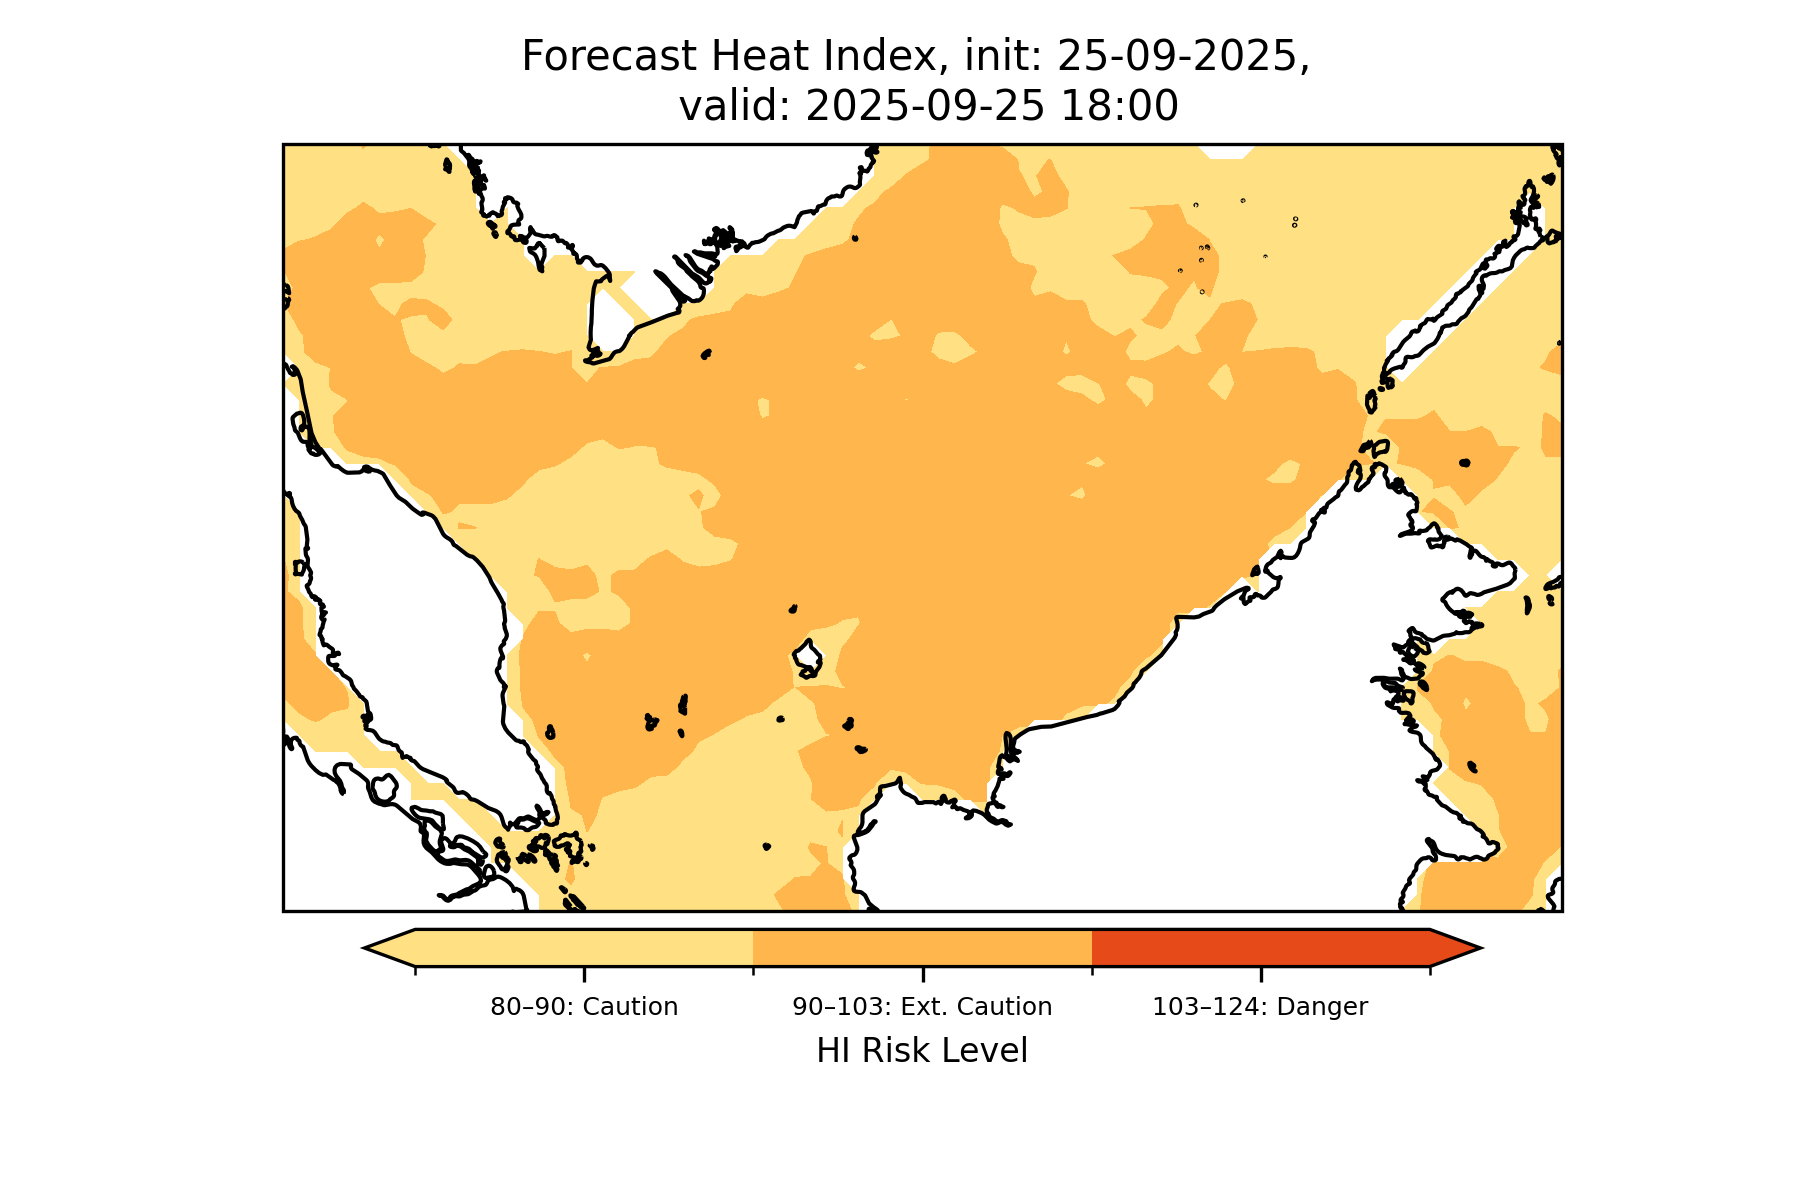 Forecast Heat Index, init: 25-09-2025,
valid: 2025-09-25 18:00
80–90: Caution
90–103: Ext. Caution
103–124: Danger
HI Risk Level